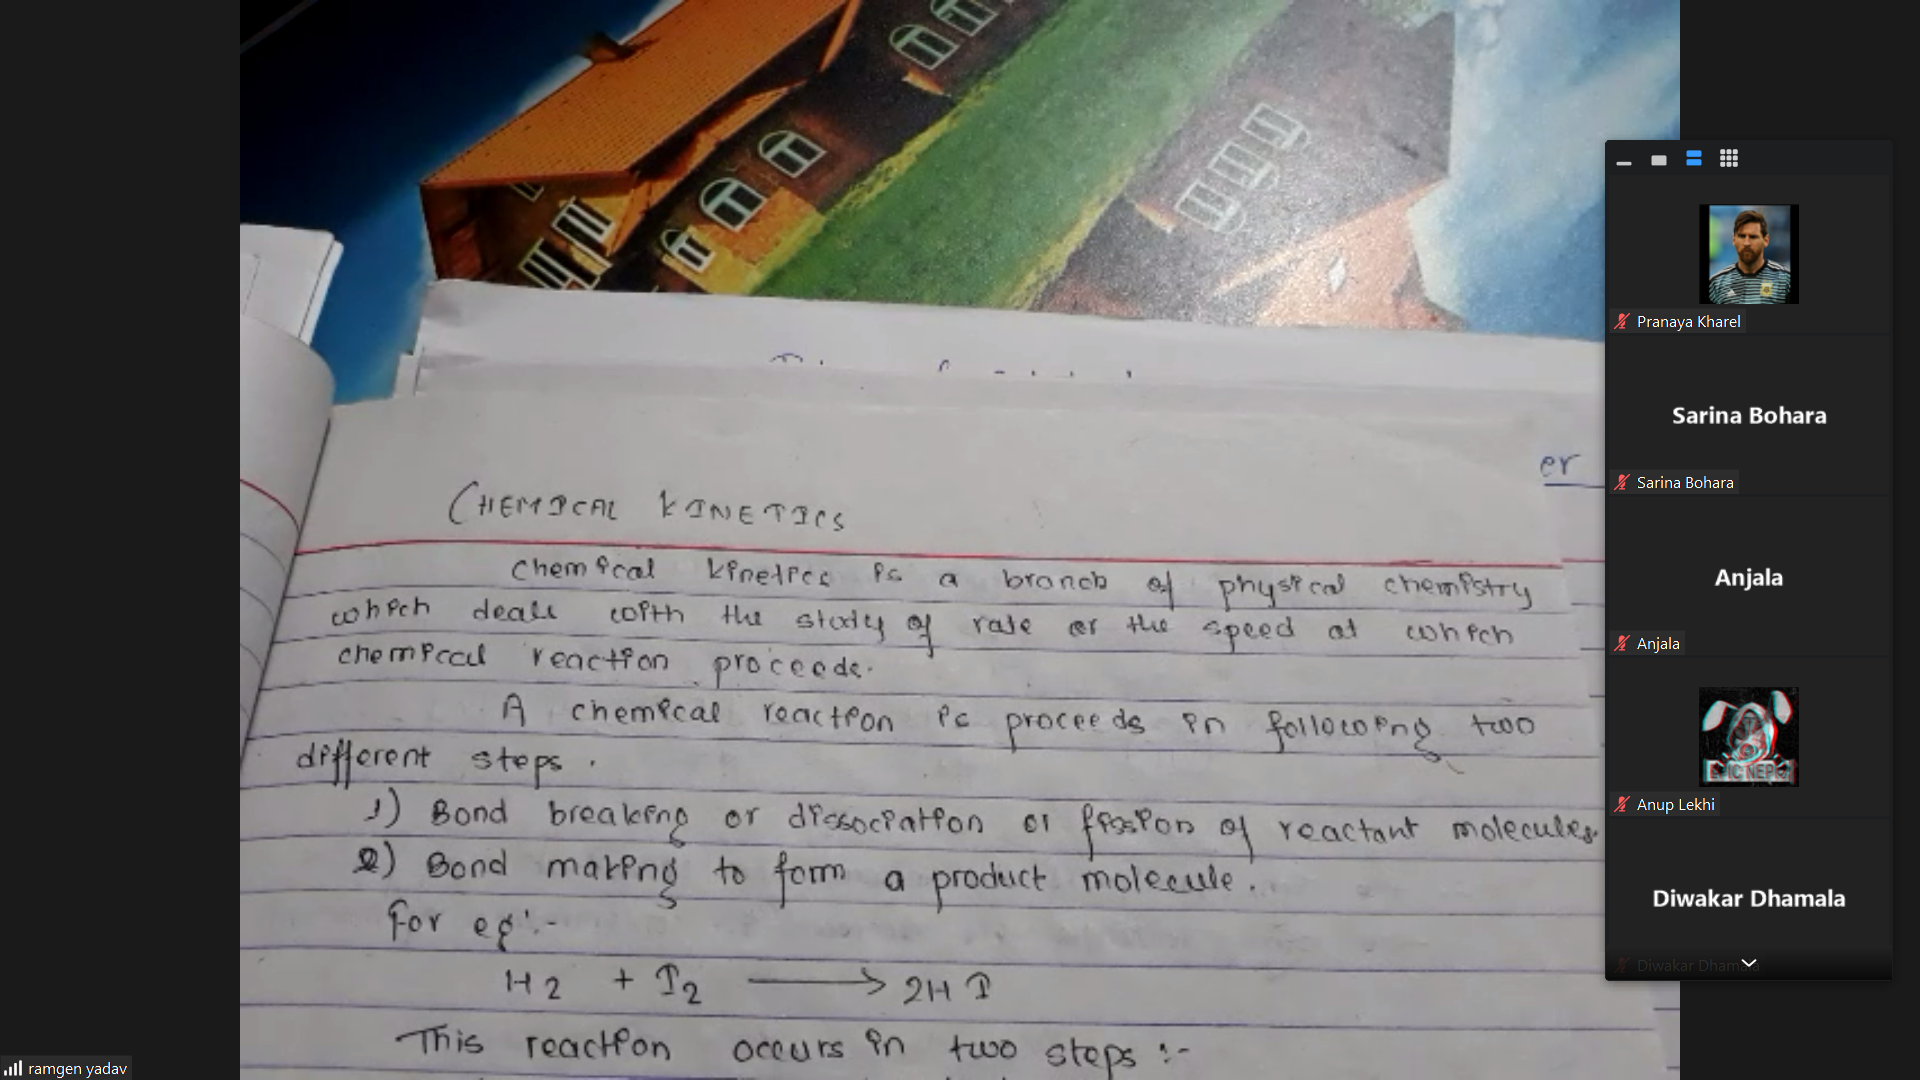 er
CHEMICAL KINETICS
Chemical kinetics is a branch of physical chemistry
which deals with the study of rate or the speed at which
chemical reaction proceeds.
A chemical reaction is proceeds in following two
different steps.
1) Bond breaking or dissociation or fission of reactant molecules.
2) Bond making to form a product molecule.
For eg:-
H2 + I2 → 2HI
This reaction occurs in two steps :-
Pranaya Kharel
Sarina Bohara
Sarina Bohara
Anjala
Anjala
EPIC NEPAL
Anup Lekhi
Diwakar Dhamala
Diwakar Dhamala
ramgen yadav